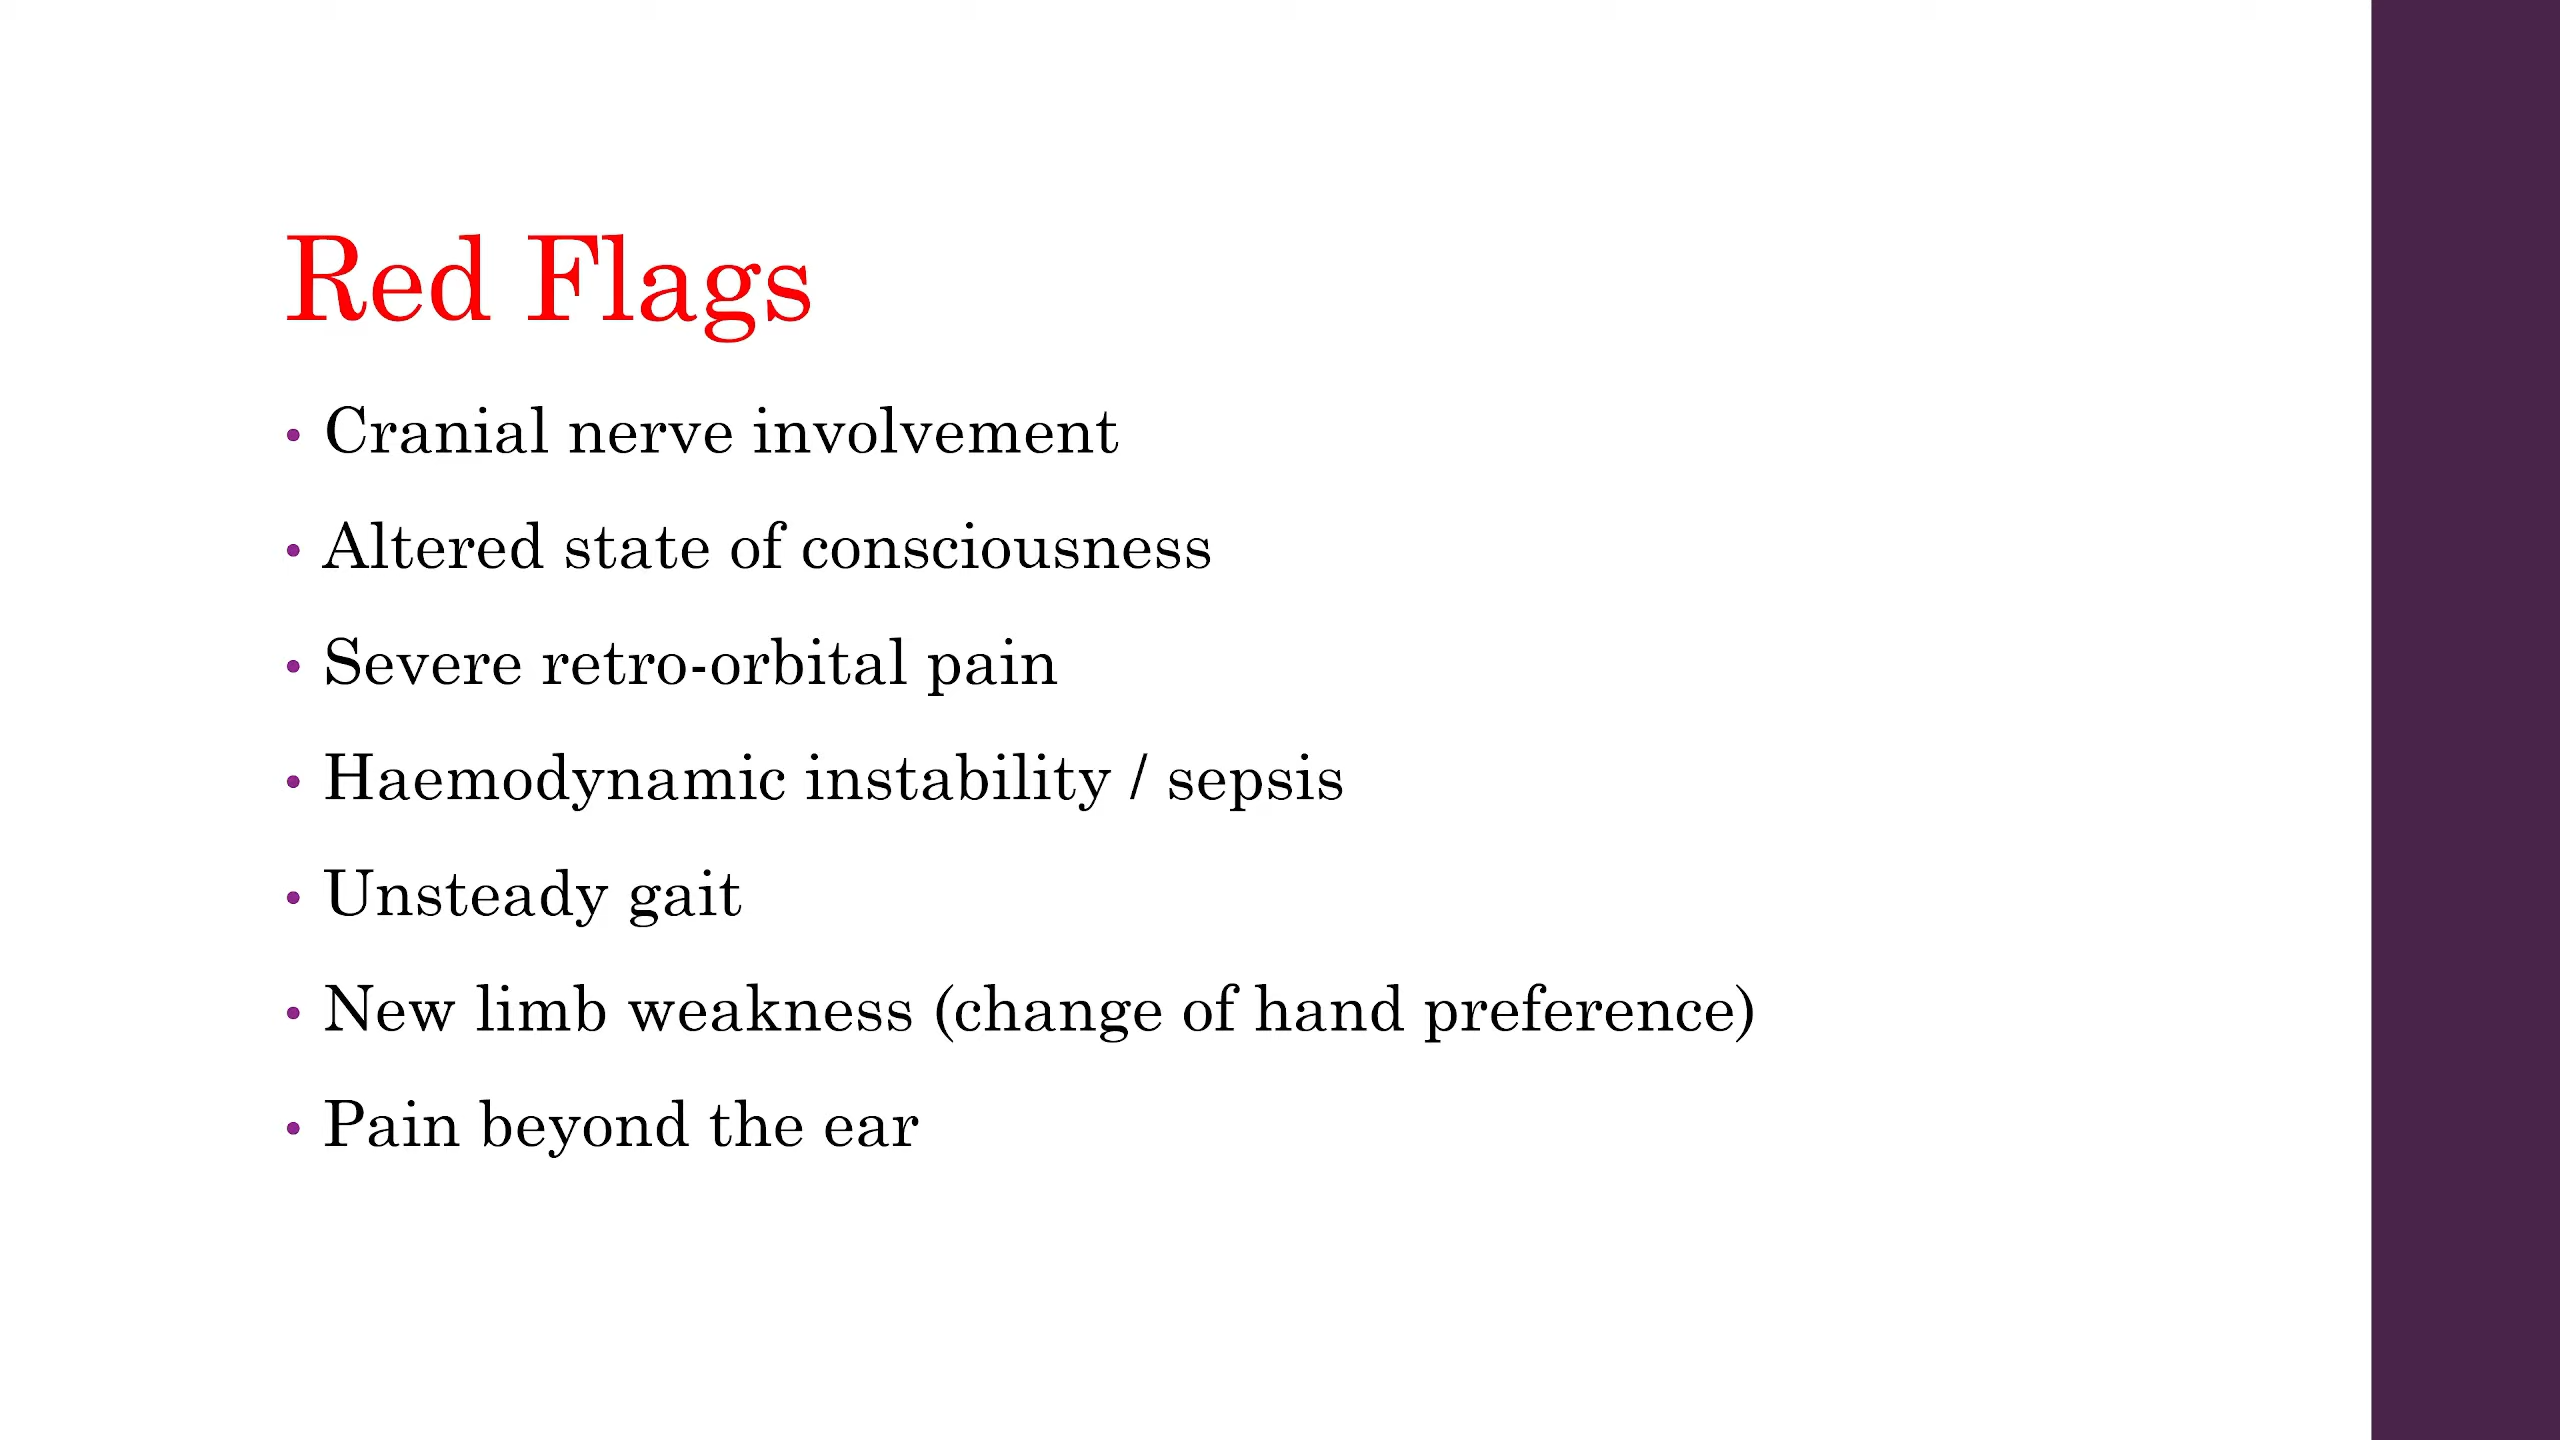 Red Flags
• Cranial nerve involvement
• Altered state of consciousness
• Severe retro-orbital pain
• Haemodynamic instability / sepsis
• Unsteady gait
• New limb weakness (change of hand preference)
• Pain beyond the ear